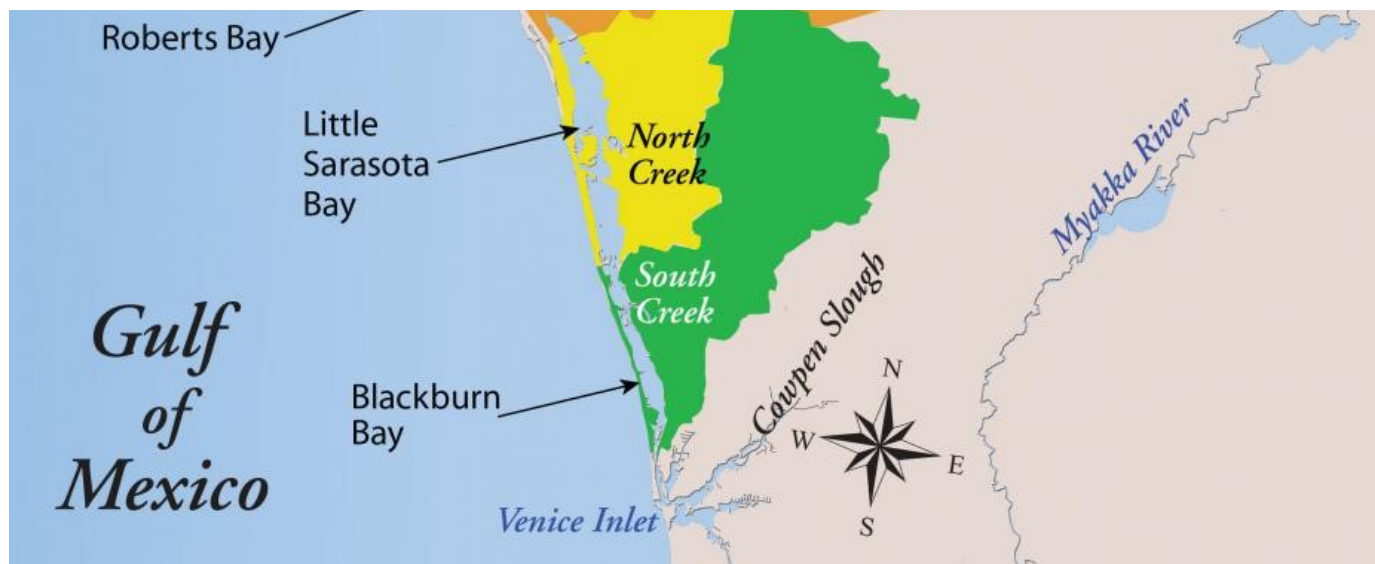 Roberts Bay
Little
Sarasota
Bay
North
Creek
Myakka River
South
Creek
Gulf
of
Mexico
Cowpen Slough
Blackburn
Bay
N
W
E
S
Venice Inlet